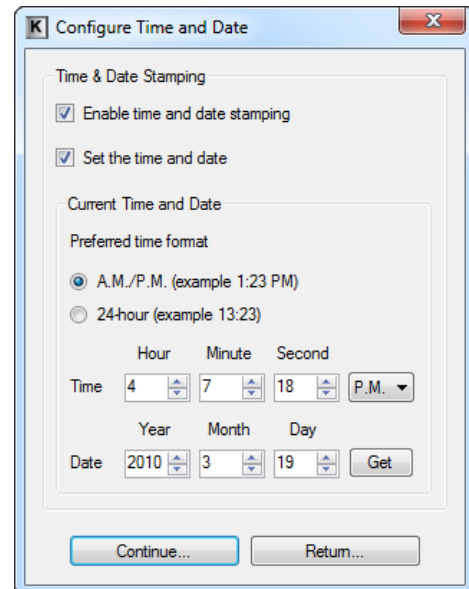 K Configure Time and Date
Time & Date Stamping
Enable time and date stamping
Set the time and date
Current Time and Date
Preferred time format
A.M./P.M. (example 1:23 PM)
24-hour (example 13:23)
Hour Minute Second
Time 4 7 18 P.M.
Year Month Day
Date 2010 3 19 Get
Continue... Return...